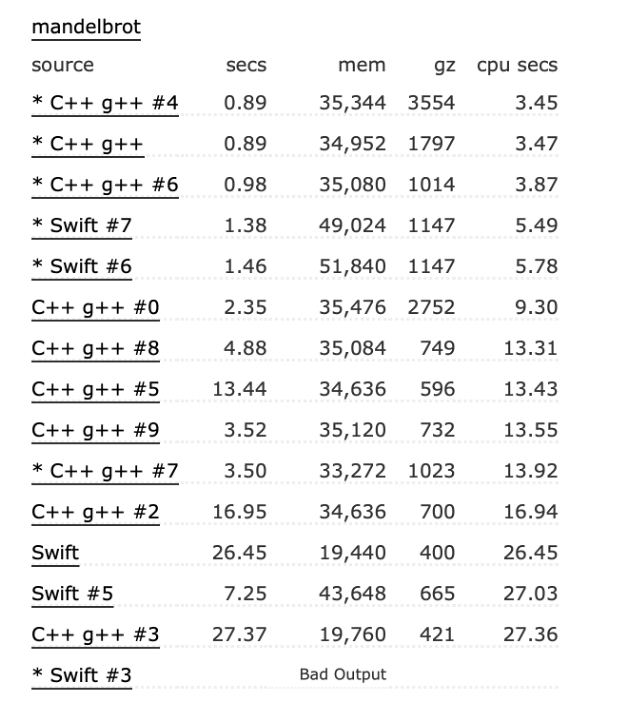 mandelbrot
source secs mem gz cpu secs
* C++ g++ #4 0.89 35,344 3554 3.45
* C++ g++ 0.89 34,952 1797 3.47
* C++ g++ #6 0.98 35,080 1014 3.87
* Swift #7 1.38 49,024 1147 5.49
* Swift #6 1.46 51,840 1147 5.78
C++ g++ #0 2.35 35,476 2752 9.30
C++ g++ #8 4.88 35,084 749 13.31
C++ g++ #5 13.44 34,636 596 13.43
C++ g++ #9 3.52 35,120 732 13.55
* C++ g++ #7 3.50 33,272 1023 13.92
C++ g++ #2 16.95 34,636 700 16.94
Swift 26.45 19,440 400 26.45
Swift #5 7.25 43,648 665 27.03
C++ g++ #3 27.37 19,760 421 27.36
* Swift #3 Bad Output